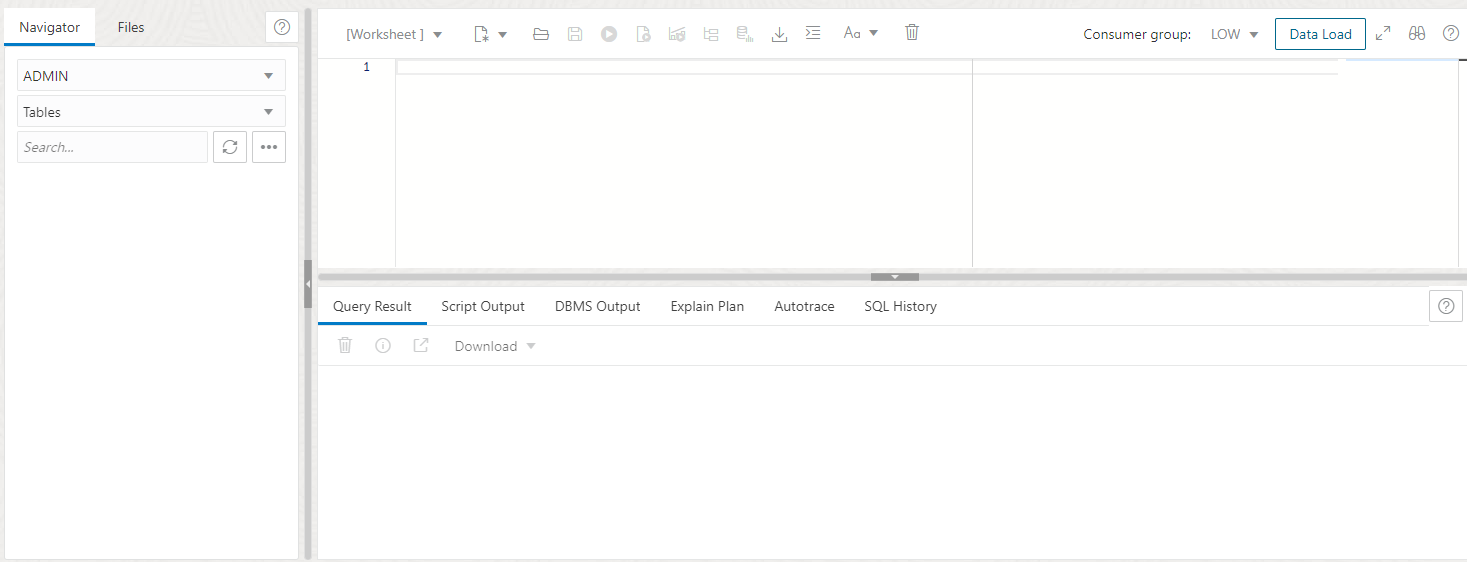 Navigator Files
ADMIN
Tables
Search...
[Worksheet ] Aa Consumer group: LOW Data Load
1
Query Result Script Output DBMS Output Explain Plan Autotrace SQL History
Download